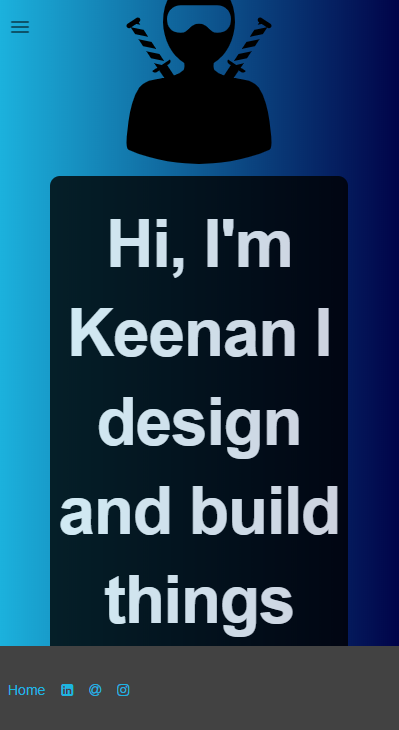 Hi, I'm
Keenan I
design
and build
things
Home